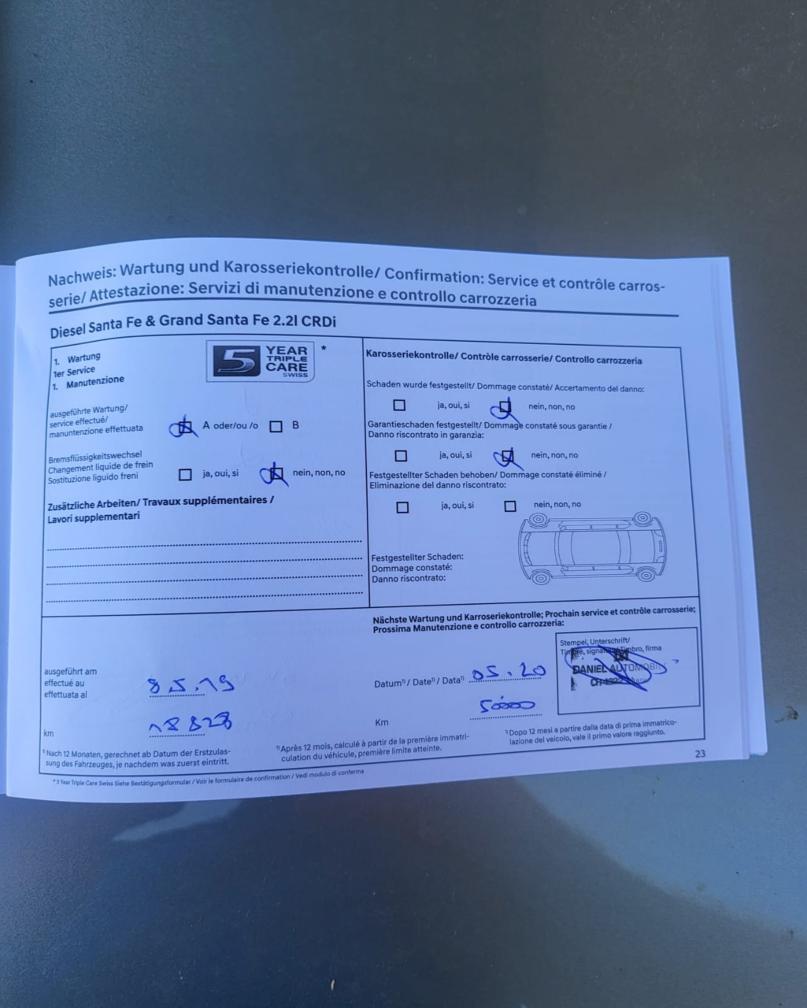 Nachweis: Wartung und Karosseriekontrolle/ Confirmation: Service et contrôle carros-
serie/ Attestazione: Servizi di manutenzione e controllo carrozzeria
Diesel Santa Fe & Grand Santa Fe 2.2l CRDi
1. Wartung
1er Service
1. Manutenzione
5 YEAR
TRIPLE
CARE
SWISS
*
ausgeführte Wartung/
service effectué/
manuntenzione effettuata
A oder/ou /o B
Bremsflüssigkeitswechsel
Changement liquide de frein
Sostituzione liguido freni
ja, oui, si nein, non, no
Zusätzliche Arbeiten/ Travaux supplémentaires /
Lavori supplementari
Karosseriekontrolle/ Contrôle carrosserie/ Controllo carrozzeria
Schaden wurde festgestellt/ Dommage constaté/ Accertamento del danno:
ja, oui, si nein, non, no
Garantieschaden festgestellt/ Dommage constaté sous garantie /
Danno riscontrato in garanzia:
ja, oui, si nein, non, no
Festgestellter Schaden behoben/ Dommage constaté éliminé /
Eliminazione del danno riscontrato:
ja, oui, si nein, non, no
Festgestellter Schaden:
Dommage constaté:
Danno riscontrato:
ausgeführt am
effectué au
effettuata al
8.5.19
km
18823
Nächste Wartung und Karroseriekontrolle; Prochain service et contrôle carrosserie;
Prossima Manutenzione e controllo carrozzeria:
Datum¹⁾ / Date¹⁾ / Data¹⁾ 05.20
Km 50000
Stempel, Unterschrift/
firma
DANIEL AUTOMOBILE
¹⁾ Nach 12 Monaten, gerechnet ab Datum der Erstzulas-
sung des Fahrzeuges, je nachdem was zuerst eintritt.
¹⁾ Après 12 mois, calculé à partir de la première immatri-
culation du véhicule, première limite atteinte.
¹⁾ Dopo 12 mesi a partire dalla data di prima immatrico-
lazione del veicolo, vale il primo valore raggiunto.
* 5 Year Triple Care Swiss Siehe Bestätigungsformular / Voir le formulaire de confirmation / Vedi modulo di conferma
23